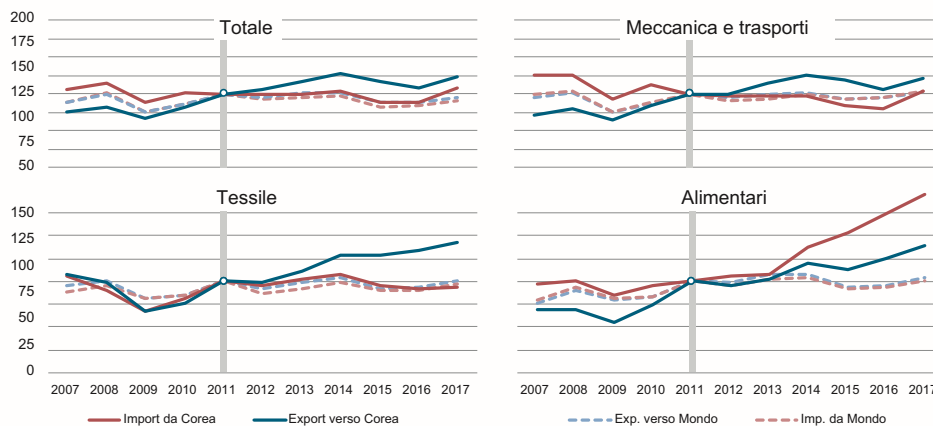 Totale
Meccanica e trasporti
200
175
150
125
100
75
50
Tessile
Alimentari
150
125
100
75
50
25
0
2007 2008 2009 2010 2011 2012 2013 2014 2015 2016 2017
2007 2008 2009 2010 2011 2012 2013 2014 2015 2016 2017
Import da Corea Export verso Corea Exp. verso Mondo Imp. da Mondo